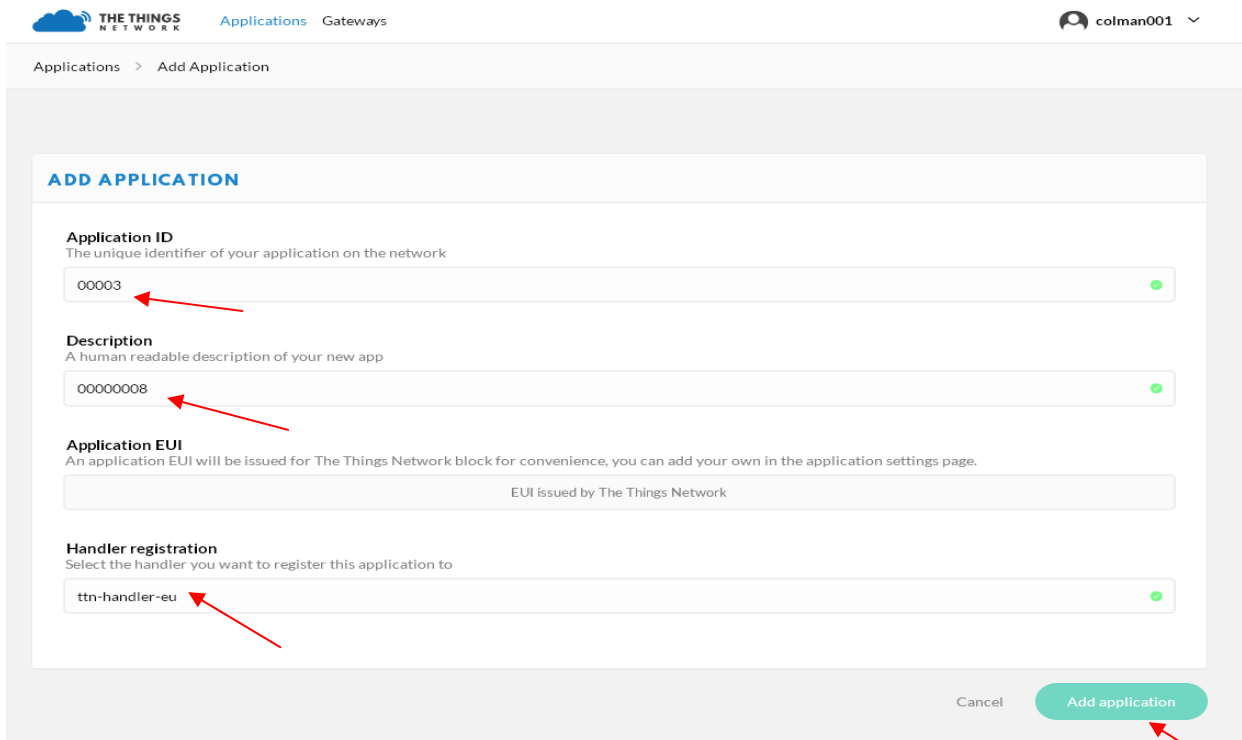 THE THINGS
NETWORK
Applications Gateways
colman001
Applications > Add Application
ADD APPLICATION
Application ID
The unique identifier of your application on the network
00003
Description
A human readable description of your new app
00000008
Application EUI
An application EUI will be issued for The Things Network block for convenience, you can add your own in the application settings page.
EUI issued by The Things Network
Handler registration
Select the handler you want to register this application to
ttn-handler-eu
Cancel Add application